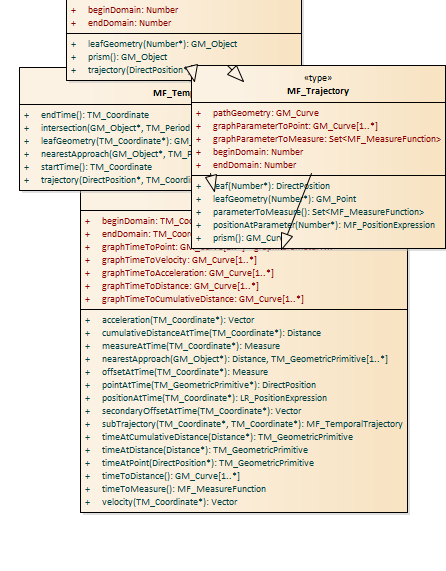 + beginDomain: Number
+ endDomain: Number
+ leafGeometry(Number*): GM_Object
+ prism(): GM_Object
+ trajectory(DirectPosition*
MF_Temp
+ endTime(): TM_Coordinate
+ intersection(GM_Object*, TM_Period
+ leafGeometry(TM_Coordinate*): GM_
+ nearestApproach(GM_Object*, TM_P
+ startTime(): TM_Coordinate
+ trajectory(DirectPosition*, TM_Coordin
«type»
MF_Trajectory
+ pathGeometry: GM_Curve
+ graphParameterToPoint: GM_Curve[1..*]
+ graphParameterToMeasure: Set<MF_MeasureFunction>
+ beginDomain: Number
+ endDomain: Number
+ leaf(Number*): DirectPosition
+ leafGeometry(Number*): GM_Point
+ parameterToMeasure(): Set<MF_MeasureFunction>
+ positionAtParameter(Number*): MF_PositionExpression
+ prism(): GM_Curve
+ beginDomain: TM_Coo
+ endDomain: TM_Coor
+ graphTimeToPoint: GM_
+ graphTimeToVelocity: GM_Curve[1..*]
+ graphTimeToAcceleration: GM_Curve[1..*]
+ graphTimeToDistance: GM_Curve[1..*]
+ graphTimeToCumulativeDistance: GM_Curve[1..*]
+ acceleration(TM_Coordinate*): Vector
+ cumulativeDistanceAtTime(TM_Coordinate*): Distance
+ measureAtTime(TM_Coordinate*): Measure
+ nearestApproach(GM_Object*): Distance, TM_GeometricPrimitive[1..*]
+ offsetAtTime(TM_Coordinate*): Measure
+ pointAtTime(TM_GeometricPrimitive*): DirectPosition
+ positionAtTime(TM_Coordinate*): LR_PositionExpression
+ secondaryOffsetAtTime(TM_Coordinate*): Vector
+ subTrajectory(TM_Coordinate*, TM_Coordinate*): MF_TemporalTrajectory
+ timeAtCumulativeDistance(Distance*): TM_GeometricPrimitive
+ timeAtDistance(Distance*): TM_GeometricPrimitive
+ timeAtPoint(DirectPosition*): TM_GeometricPrimitive
+ timeToDistance(): GM_Curve[1..*]
+ timeToMeasure(): MF_MeasureFunction
+ velocity(TM_Coordinate*): Vector